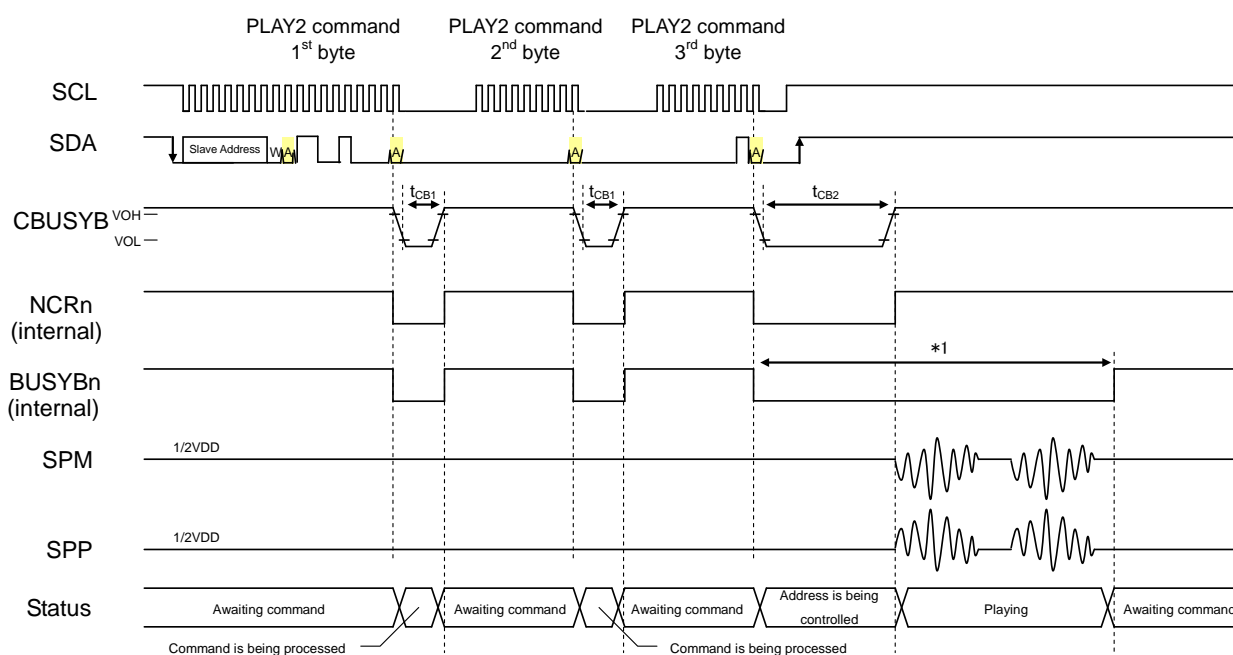 PLAY2 command
1st byte
PLAY2 command
2nd byte
PLAY2 command
3rd byte
SCL
SDA
Slave Address
W
A
A
A
A
CBUSYB
VOH
VOL
tCB1
tCB1
tCB2
NCRn
(internal)
BUSYBn
(internal)
*1
SPM
1/2VDD
SPP
1/2VDD
Status
Awaiting command
Awaiting command
Awaiting command
Address is being
controlled
Playing
Awaiting command
Command is being processed
Command is being processed